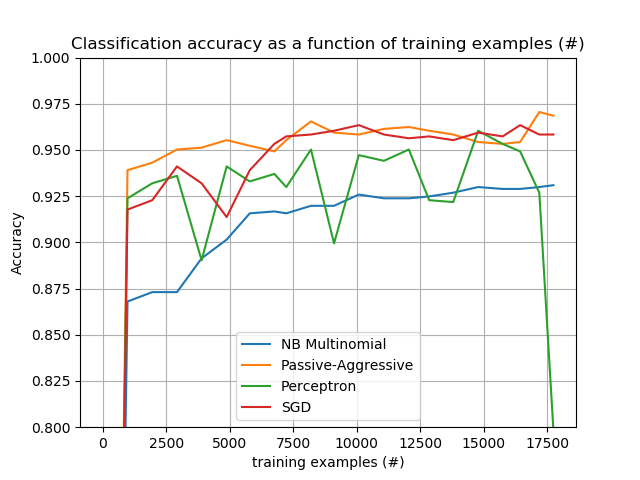 Classification accuracy as a function of training examples (#)
1.000
0.975
0.950
0.925
0.900
0.875
0.850
0.825
0.800
Accuracy
NB Multinomial
Passive-Aggressive
Perceptron
SGD
0 2500 5000 7500 10000 12500 15000 17500
training examples (#)